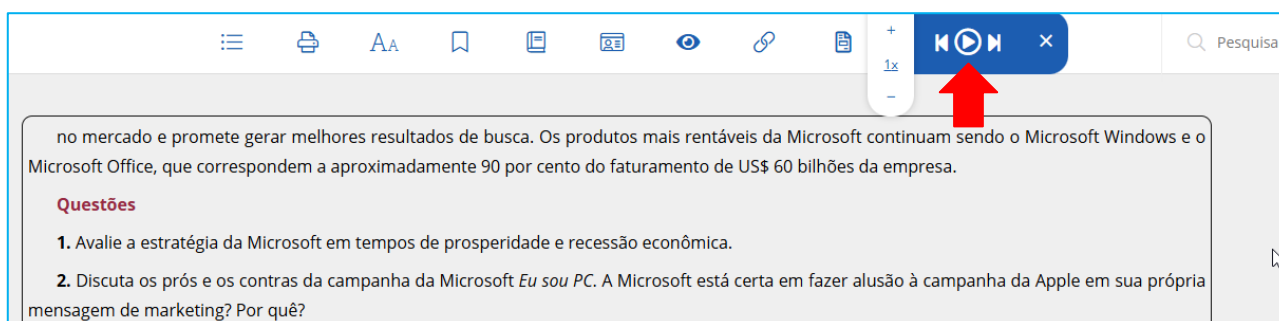 AA
+
1x
−
Pesquisa
no mercado e promete gerar melhores resultados de busca. Os produtos mais rentáveis da Microsoft continuam sendo o Microsoft Windows e o
Microsoft Office, que correspondem a aproximadamente 90 por cento do faturamento de US$ 60 bilhões da empresa.
Questões
1. Avalie a estratégia da Microsoft em tempos de prosperidade e recessão econômica.
2. Discuta os prós e os contras da campanha da Microsoft Eu sou PC. A Microsoft está certa em fazer alusão à campanha da Apple em sua própria
mensagem de marketing? Por quê?